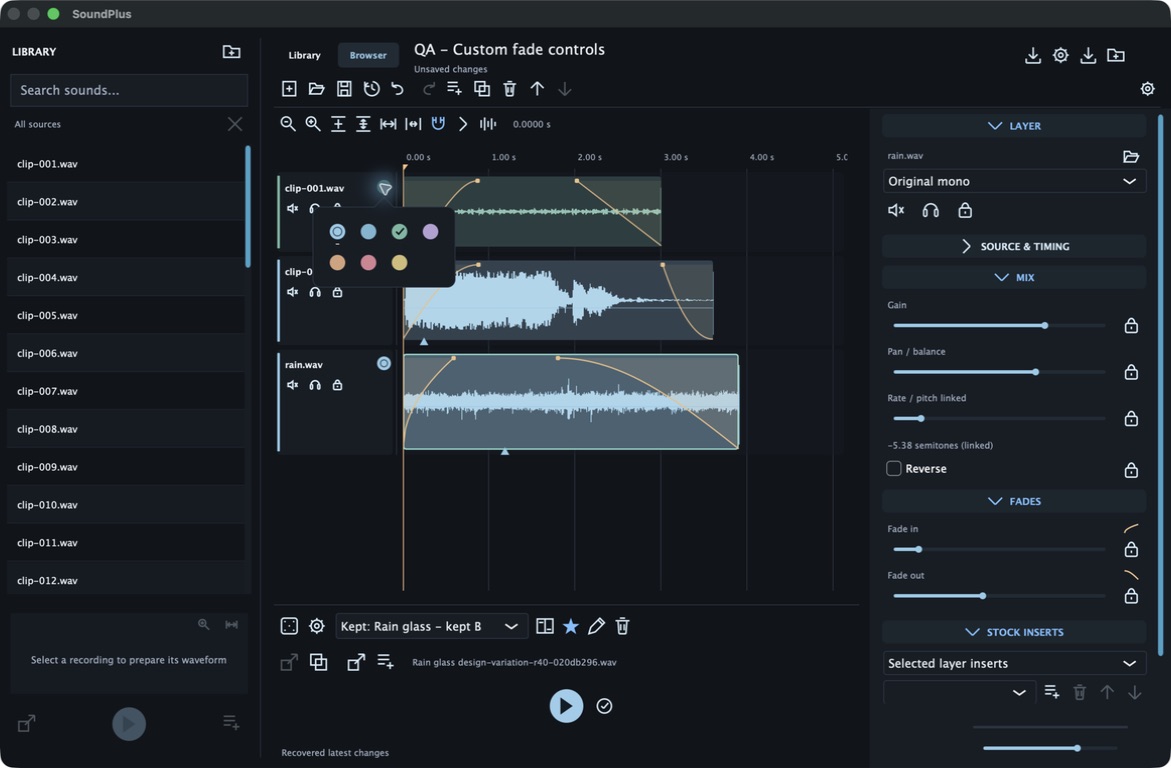 SoundPlus
LIBRARY
Search sounds...
All sources
clip-001.wav
clip-002.wav
clip-003.wav
clip-004.wav
clip-005.wav
clip-006.wav
clip-007.wav
clip-008.wav
clip-009.wav
clip-010.wav
clip-011.wav
clip-012.wav
Select a recording to prepare its waveform
Library
Browser
QA – Custom fade controls
Unsaved changes
0.0000 s
0.00 s
1.00 s
2.00 s
3.00 s
4.00 s
5.0
clip-001.wav
clip-0
rain.wav
Kept: Rain glass – kept B
Rain glass design-variation-r40-020db296.wav
Recovered latest changes
LAYER
rain.wav
Original mono
SOURCE & TIMING
MIX
Gain
Pan / balance
Rate / pitch linked
-5.38 semitones (linked)
Reverse
FADES
Fade in
Fade out
STOCK INSERTS
Selected layer inserts